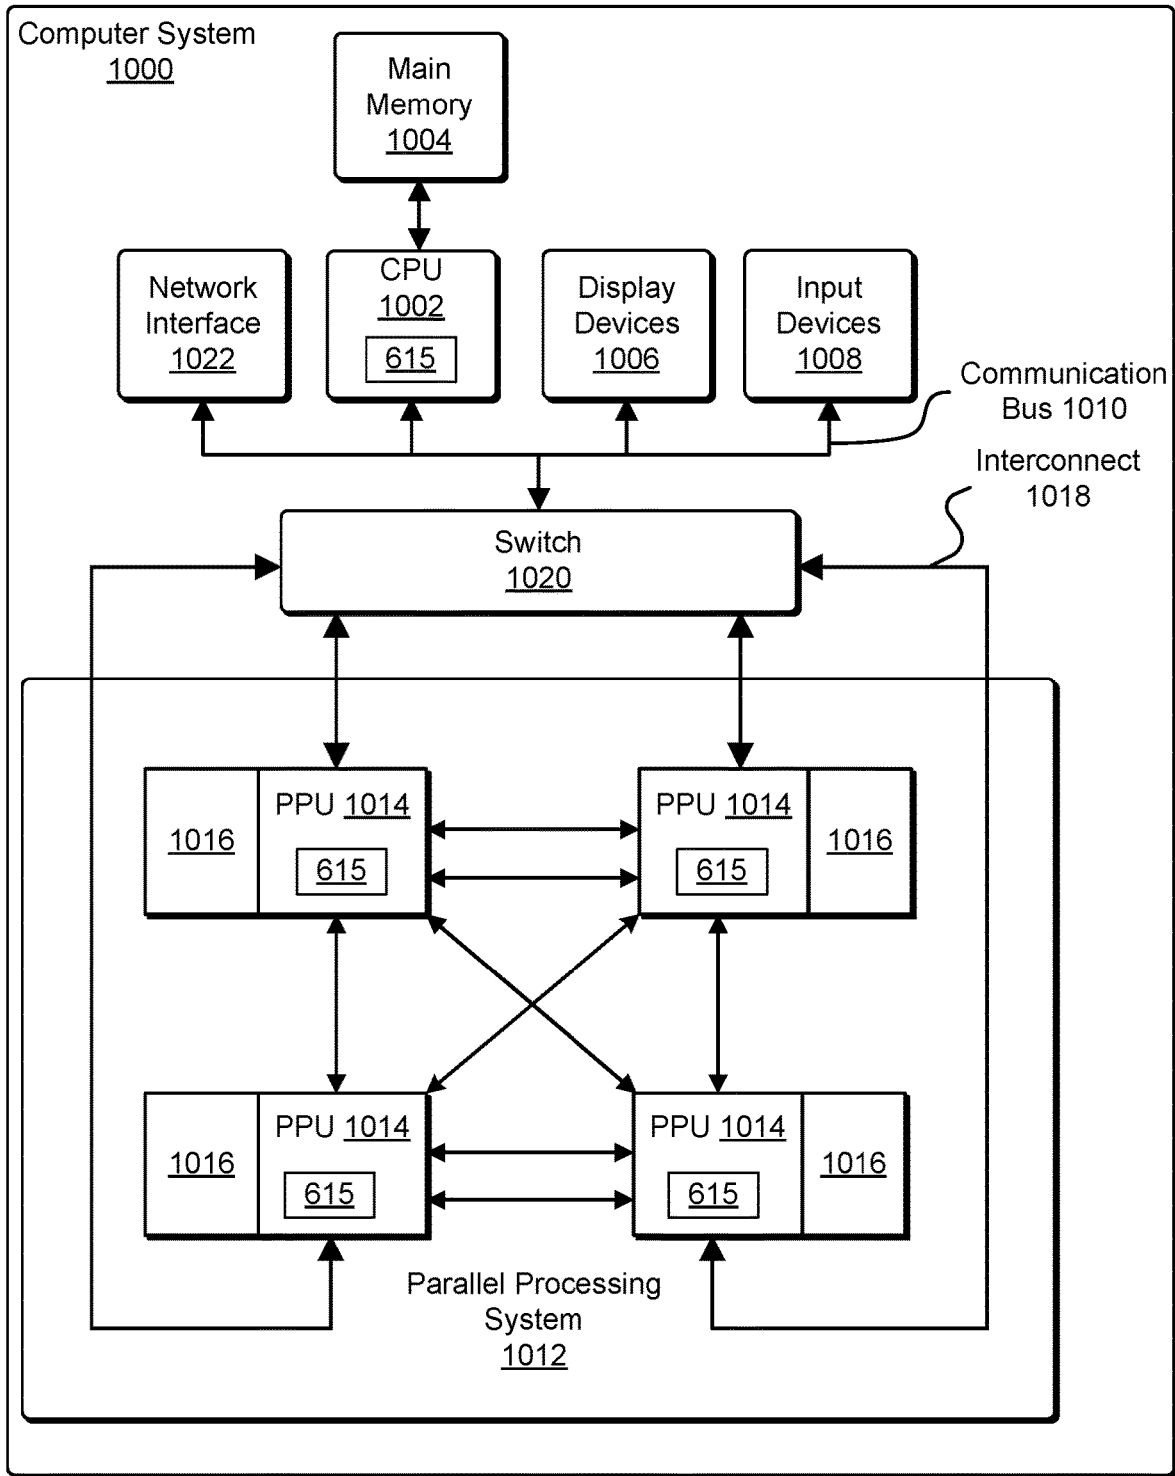 Computer System
1000
Main
Memory
1004
Network
Interface
1022
CPU
1002
615
Display
Devices
1006
Input
Devices
1008
Communication
Bus 1010
Interconnect
1018
Switch
1020
1016
PPU 1014
615
PPU 1014
615
1016
1016
PPU 1014
615
PPU 1014
615
1016
Parallel Processing
System
1012